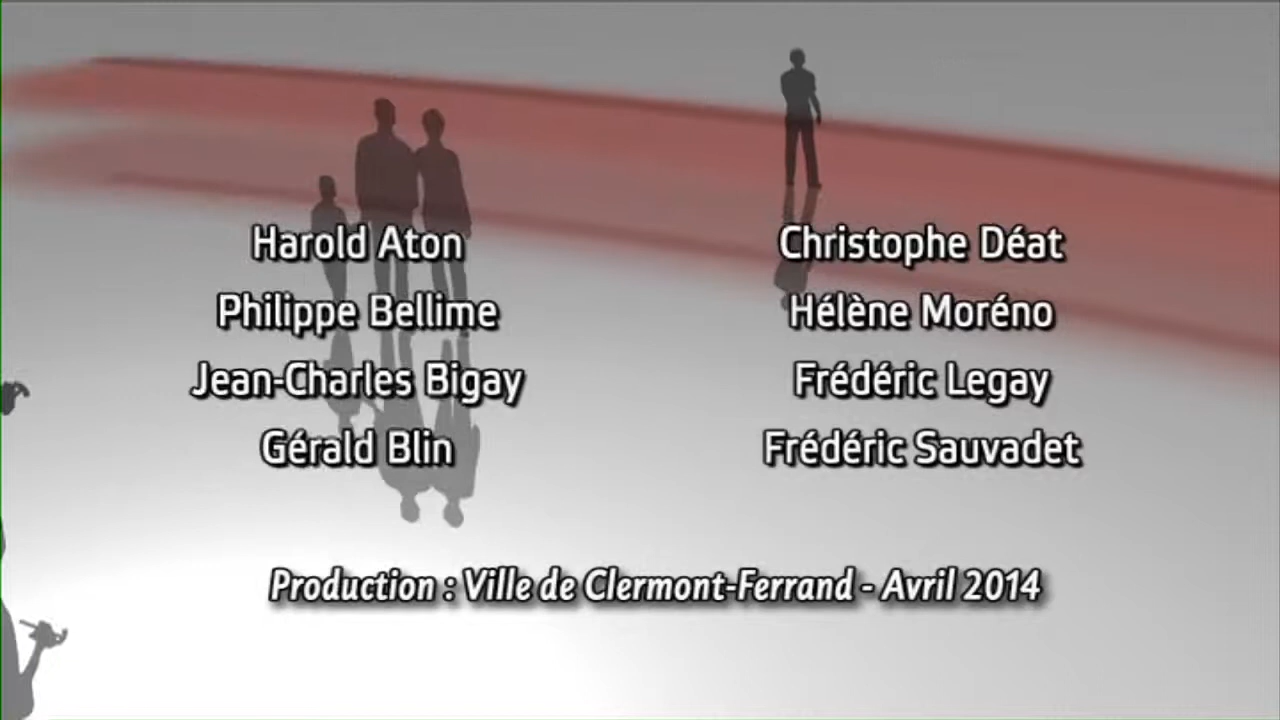 Harold Aton
Philippe Bellime
Jean-Charles Bigay
Gérald Blin
Christophe Déat
Hélène Moréno
Frédéric Legay
Frédéric Sauvadet
Production : Ville de Clermont-Ferrand - Avril 2014